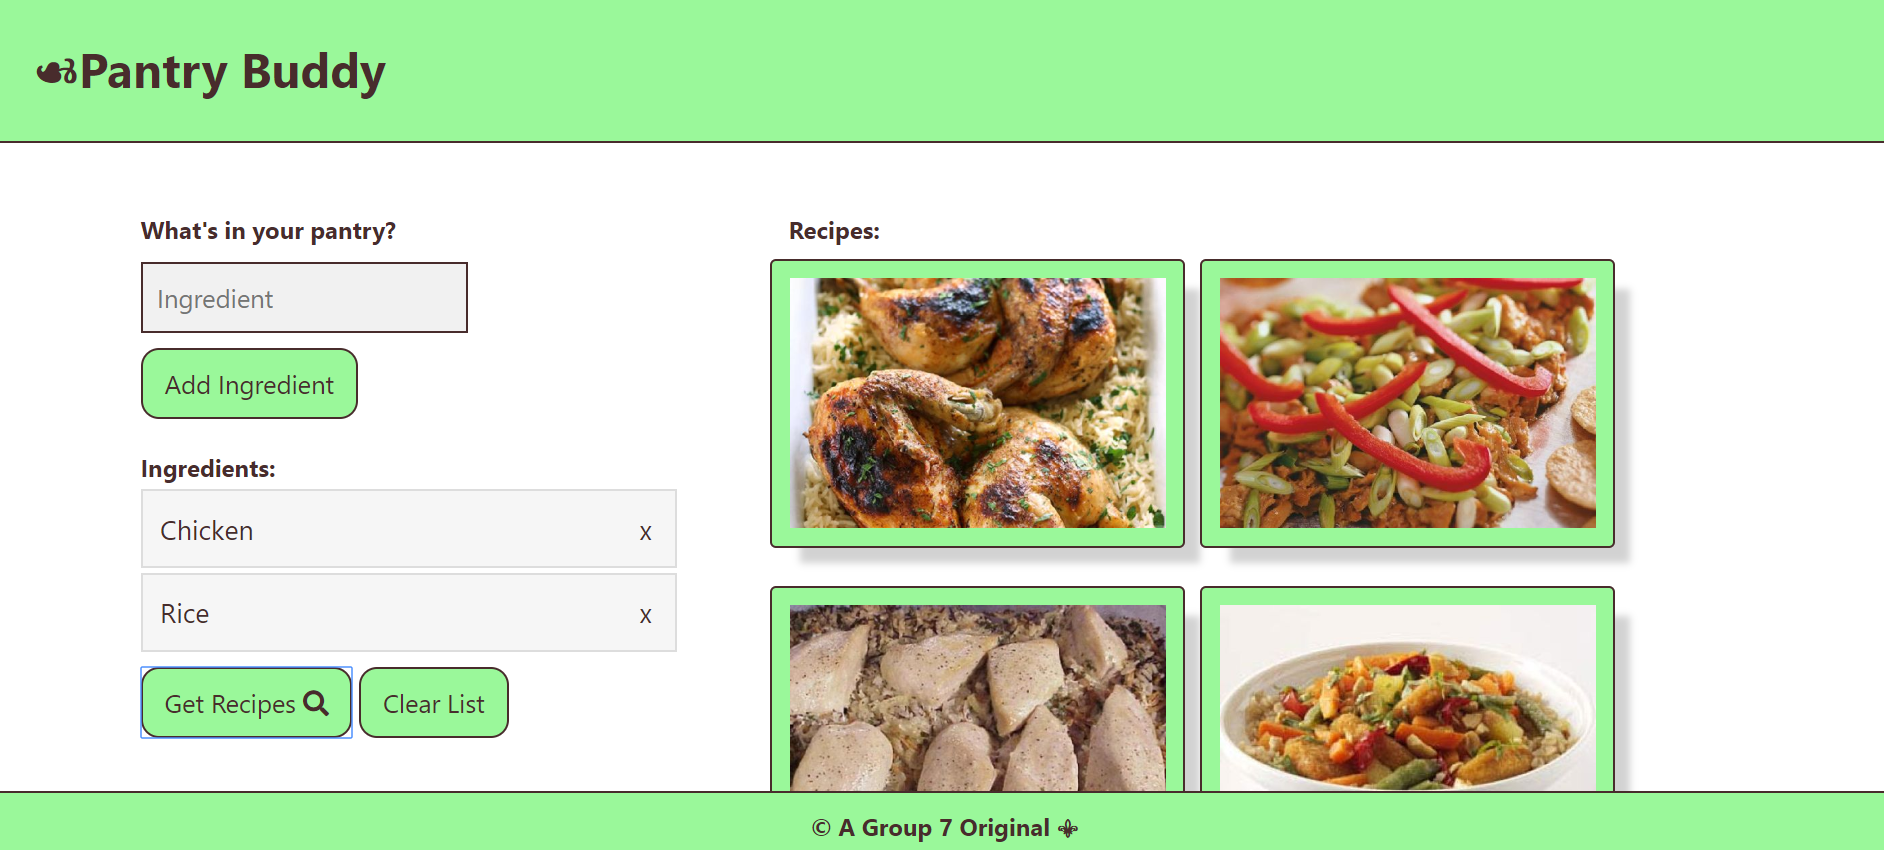 ☙Pantry Buddy
What's in your pantry?
Ingredient
Add Ingredient
Ingredients:
Chicken x
Rice x
Get Recipes
Clear List
Recipes:
© A Group 7 Original ⚜